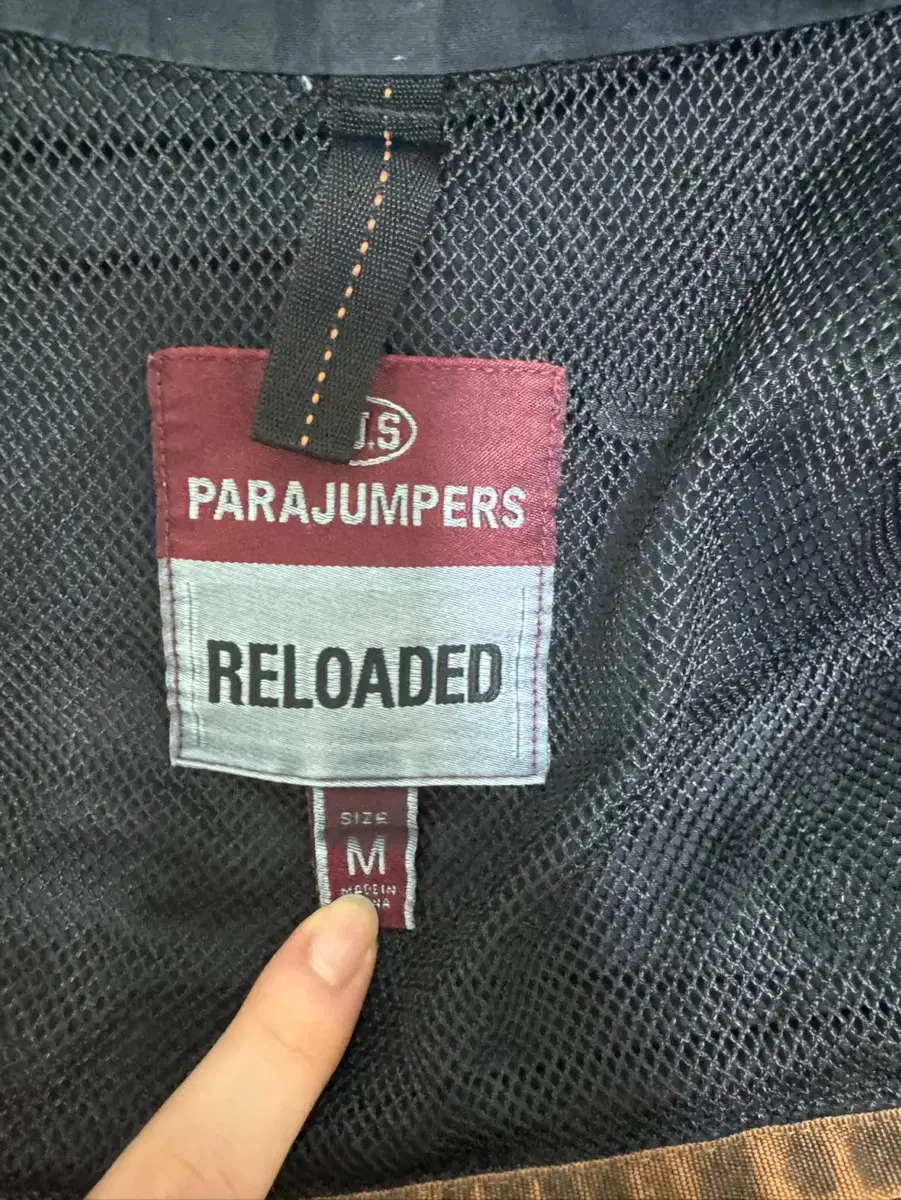 .S
PARAJUMPERS
RELOADED
SIZE
M
MADE IN